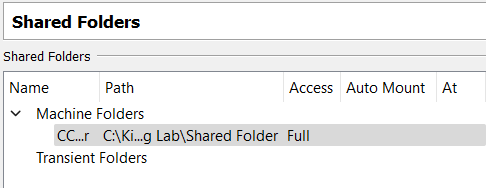 Shared Folders
Shared Folders
Name Path Access Auto Mount At
Machine Folders
CC...r C:\Ki...g Lab\Shared Folder Full
Transient Folders